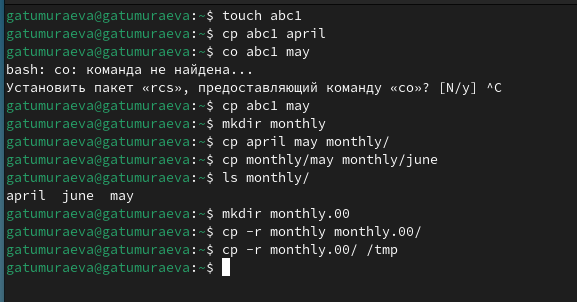 gatumuraeva@gatumuraeva:~$ touch abc1
gatumuraeva@gatumuraeva:~$ cp abc1 april
gatumuraeva@gatumuraeva:~$ co abc1 may
bash: co: команда не найдена...
Установить пакет «rcs», предоставляющий команду «co»? [N/y] ^C
gatumuraeva@gatumuraeva:~$ cp abc1 may
gatumuraeva@gatumuraeva:~$ mkdir monthly
gatumuraeva@gatumuraeva:~$ cp april may monthly/
gatumuraeva@gatumuraeva:~$ cp monthly/may monthly/june
gatumuraeva@gatumuraeva:~$ ls monthly/
april  june  may
gatumuraeva@gatumuraeva:~$ mkdir monthly.00
gatumuraeva@gatumuraeva:~$ cp -r monthly monthly.00/
gatumuraeva@gatumuraeva:~$ cp -r monthly.00/ /tmp
gatumuraeva@gatumuraeva:~$